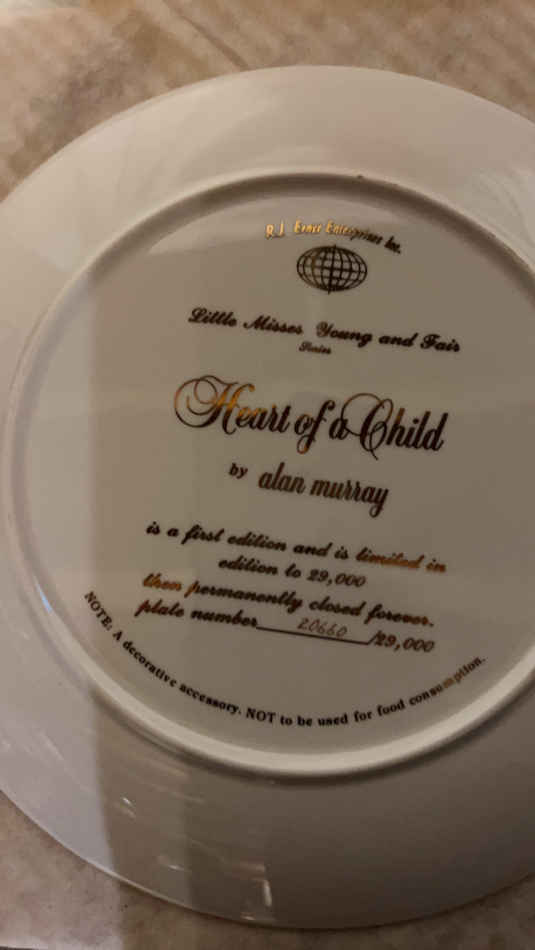 R.J. Ernst Enterprises Inc.
Little Misses Young and Fair
Series
Heart of a Child
by alan murray
is a first edition and is limited in
edition to 29,000
then permanently closed forever.
plate number 20660 /29,000
NOTE: A decorative accessory. NOT to be used for food consumption.